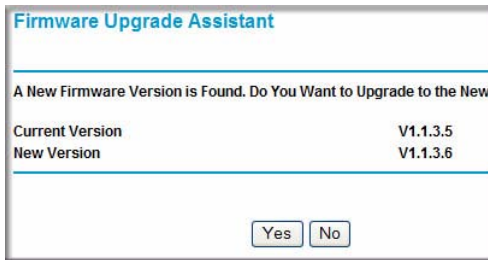 Firmware Upgrade Assistant
A New Firmware Version is Found. Do You Want to Upgrade to the New
Current Version V1.1.3.5
New Version V1.1.3.6
Yes No